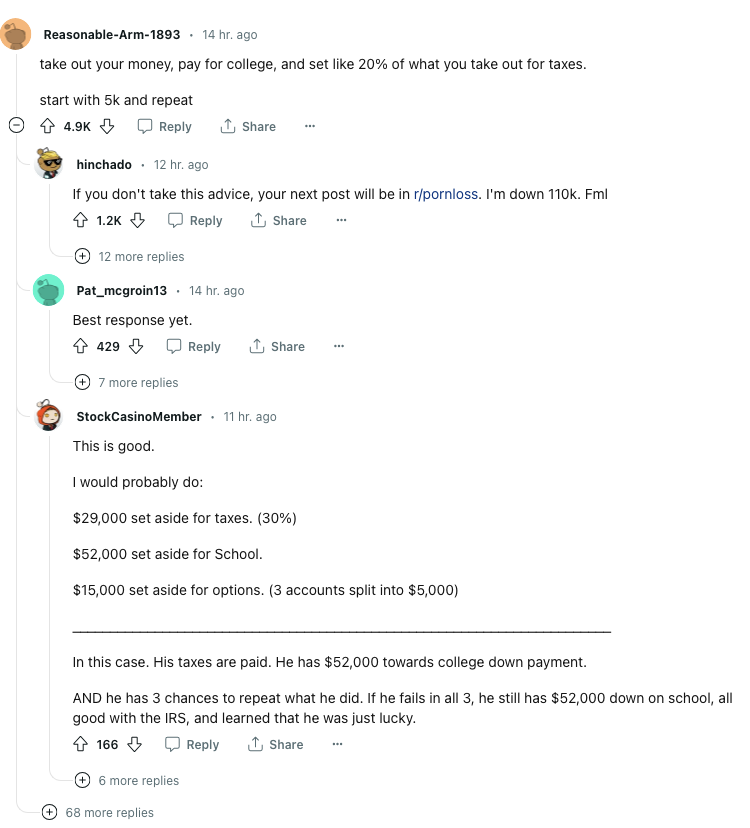 Reasonable-Arm-1893 • 14 hr. ago
take out your money, pay for college, and set like 20% of what you take out for taxes.
start with 5k and repeat
4.9K Reply Share ...
hinchado • 12 hr. ago
If you don't take this advice, your next post will be in r/pornloss. I'm down 110k. Fml
1.2K Reply Share ...
12 more replies
Pat_mcgroin13 • 14 hr. ago
Best response yet.
429 Reply Share ...
7 more replies
StockCasinoMember • 11 hr. ago
This is good.
I would probably do:
$29,000 set aside for taxes. (30%)
$52,000 set aside for School.
$15,000 set aside for options. (3 accounts split into $5,000)
In this case. His taxes are paid. He has $52,000 towards college down payment.
AND he has 3 chances to repeat what he did. If he fails in all 3, he still has $52,000 down on school, all
good with the IRS, and learned that he was just lucky.
166 Reply Share ...
6 more replies
68 more replies